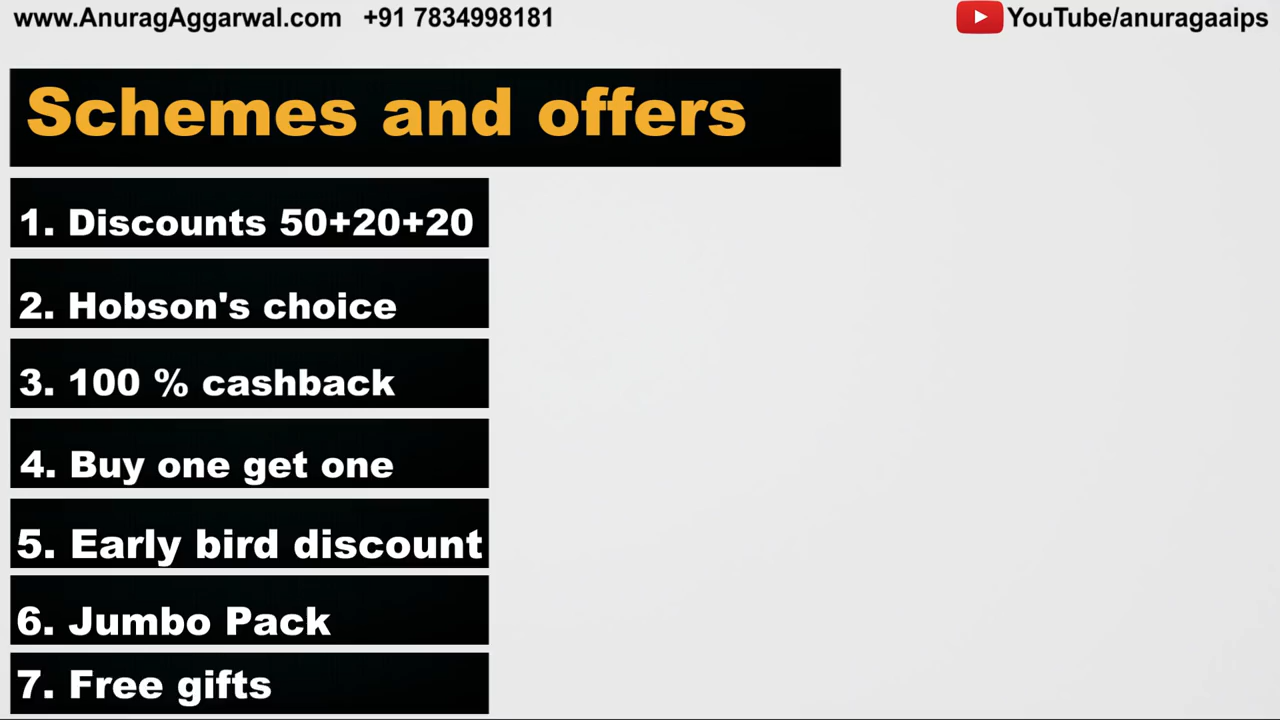 www.AnuragAggarwal.com +91 7834998181
YouTube/anuragaaips
Schemes and offers
1. Discounts 50+20+20
2. Hobson's choice
3. 100 % cashback
4. Buy one get one
5. Early bird discount
6. Jumbo Pack
7. Free gifts